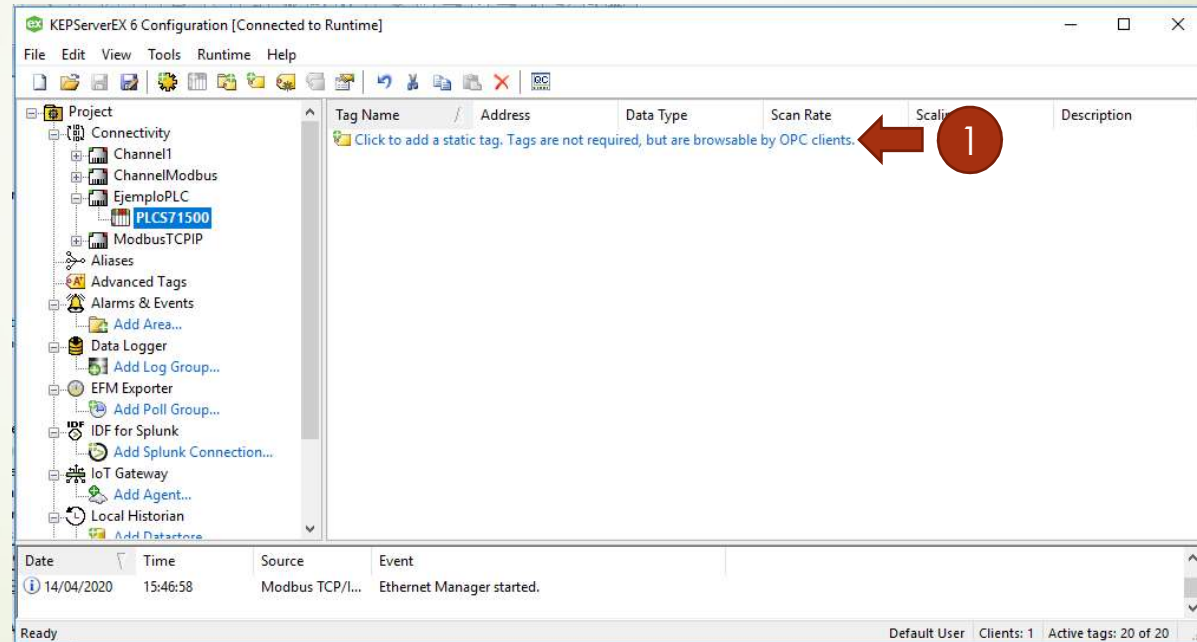 KEPServerEX 6 Configuration [Connected to Runtime]
File Edit View Tools Runtime Help
Project
Connectivity
Channel1
ChannelModbus
EjemploPLC
PLCS71500
ModbusTCPIP
Aliases
Advanced Tags
Alarms & Events
Add Area...
Data Logger
Add Log Group...
EFM Exporter
Add Poll Group...
IDF for Splunk
Add Splunk Connection...
IoT Gateway
Add Agent...
Local Historian
Add Datastore
Tag Name Address Data Type Scan Rate Scaling Description
Click to add a static tag. Tags are not required, but are browsable by OPC clients.
1
Date Time Source Event
14/04/2020 15:46:58 Modbus TCP/I... Ethernet Manager started.
Ready Default User Clients: 1 Active tags: 20 of 20